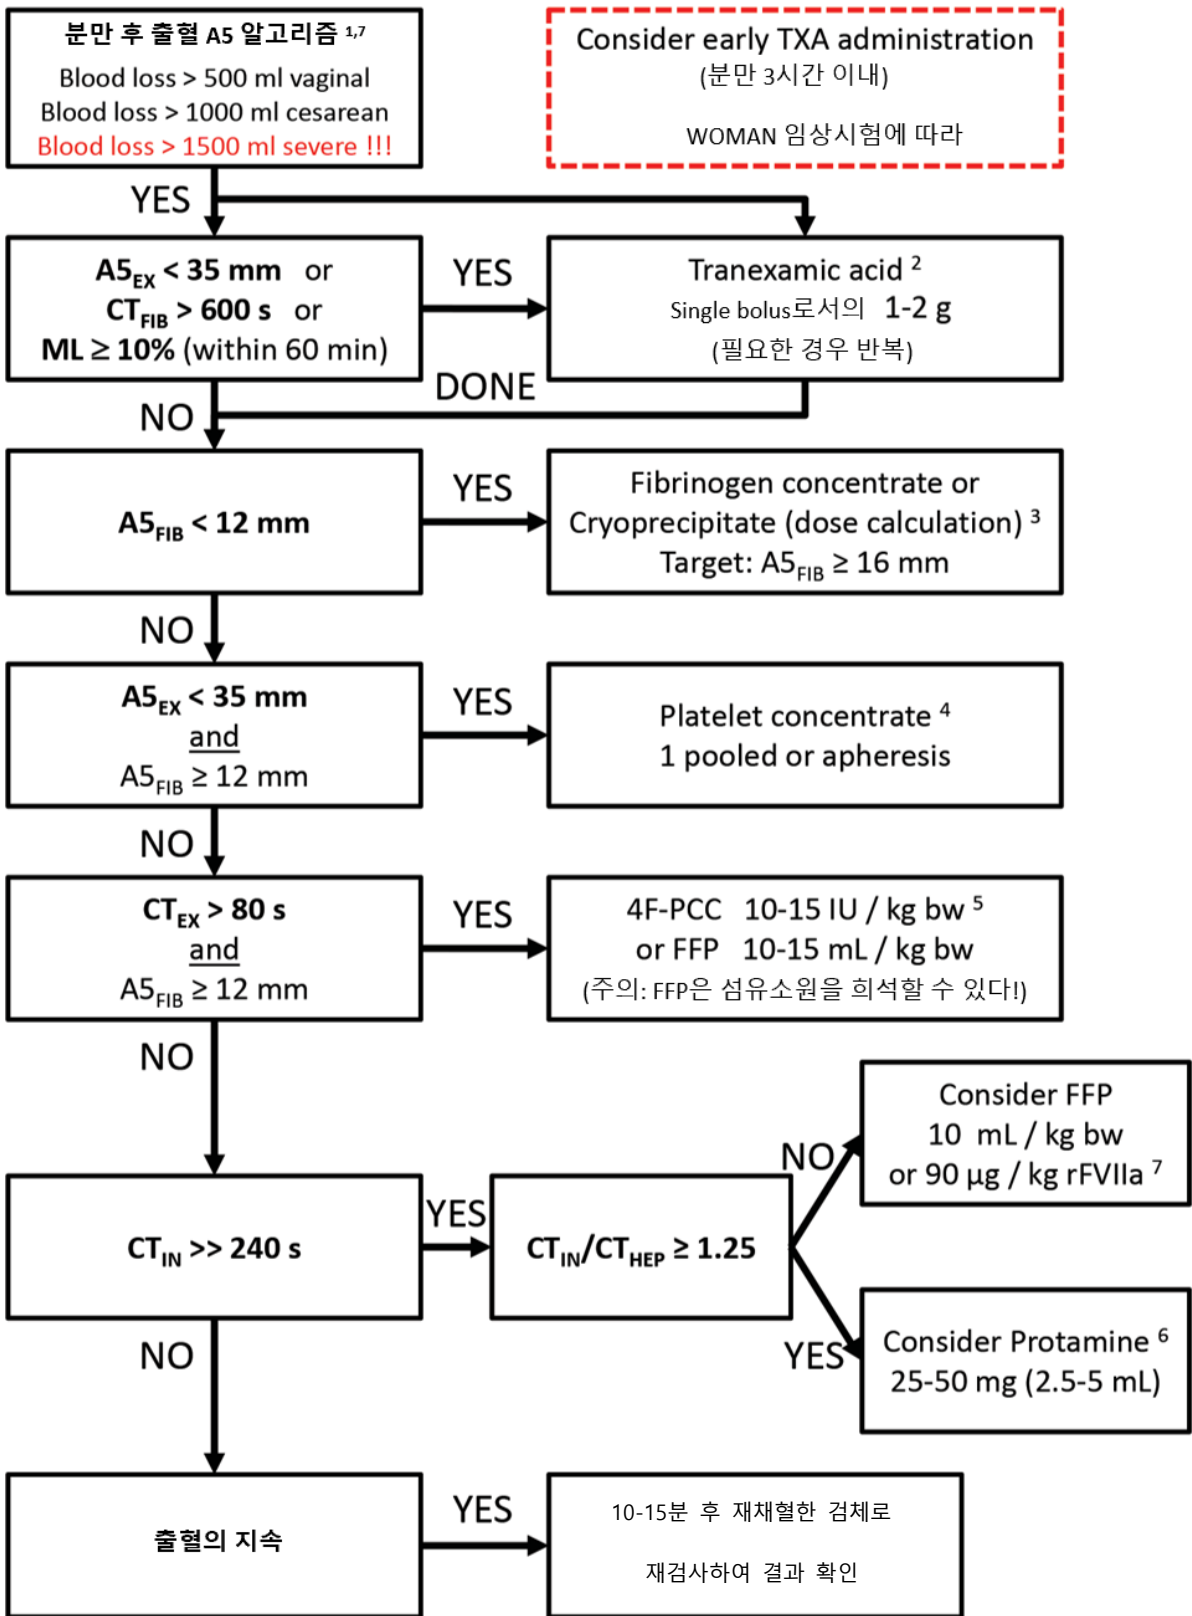 분만 후 출혈 A5 알고리즘 1,7
Blood loss > 500 ml vaginal
Blood loss > 1000 ml cesarean
Blood loss > 1500 ml severe !!!
Consider early TXA administration
(분만 3시간 이내)
WOMAN 임상시험에 따라
YES
A5EX < 35 mm or
CTFIB > 600 s or
ML ≥ 10% (within 60 min)
YES
Tranexamic acid 2
Single bolus로서의 1-2 g
(필요한 경우 반복)
DONE
NO
A5FIB < 12 mm
YES
Fibrinogen concentrate or
Cryoprecipitate (dose calculation) 3
Target: A5FIB ≥ 16 mm
NO
A5EX < 35 mm
and
A5FIB ≥ 12 mm
YES
Platelet concentrate 4
1 pooled or apheresis
NO
CTEX > 80 s
and
A5FIB ≥ 12 mm
YES
4F-PCC 10-15 IU / kg bw 5
or FFP 10-15 mL / kg bw
(주의: FFP은 섬유소원을 희석할 수 있다!)
NO
CTIN >> 240 s
YES
CTIN/CTHEP ≥ 1.25
NO
Consider FFP
10 mL / kg bw
or 90 µg / kg rFVIIa 7
YES
Consider Protamine 6
25-50 mg (2.5-5 mL)
NO
출혈의 지속
YES
10-15분 후 재채혈한 검체로
재검사하여 결과 확인